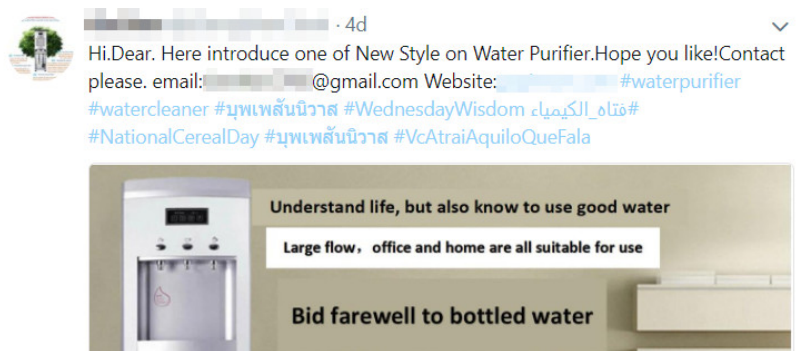 · 4d
Hi.Dear. Here introduce one of New Style on Water Purifier.Hope you like!Contact
please. email: @gmail.com Website: #waterpurifier
#watercleaner #บุพเพสันนิวาส #WednesdayWisdom #فتاه_الكيمياء
#NationalCerealDay #บุพเพสันนิวาส #VcAtraiAquiloQueFala
Understand life, but also know to use good water
Large flow，office and home are all suitable for use
Bid farewell to bottled water